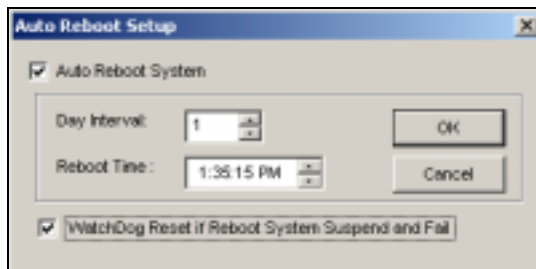 Auto Reboot Setup
Auto Reboot System
Day Interval:
1
OK
Reboot Time :
1:35:15 PM
Cancel
WatchDog Reset if Reboot System Suspend and Fail